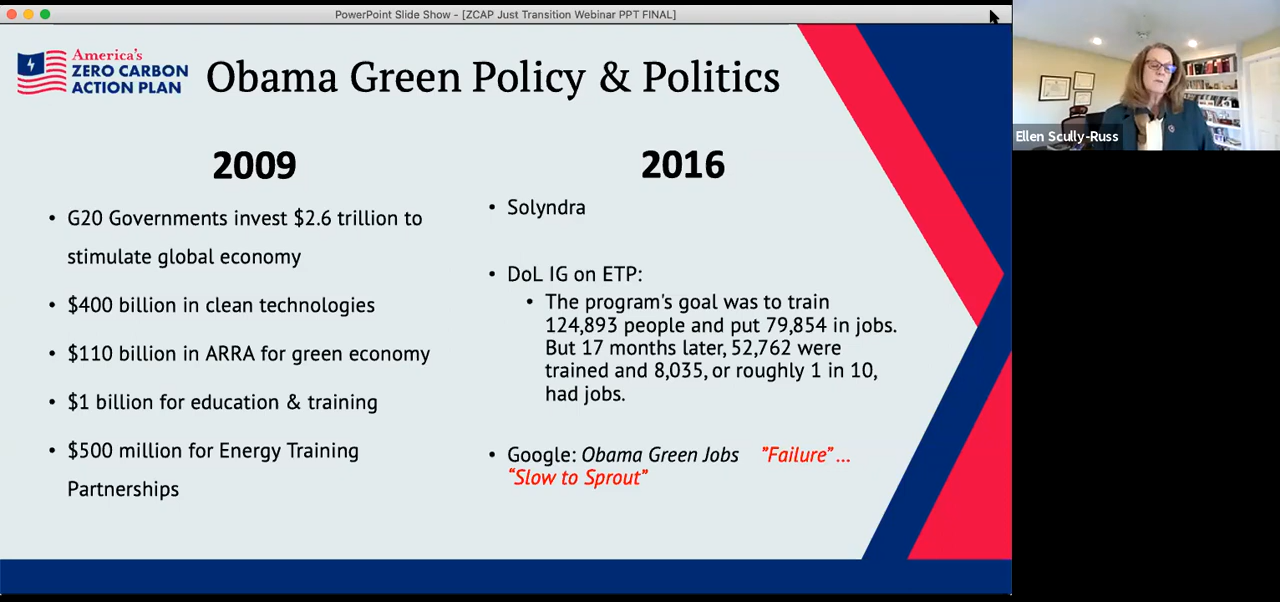 PowerPoint Slide Show - [ZCAP Just Transition Webinar PPT FINAL]
America's
ZERO CARBON
ACTION PLAN
Obama Green Policy & Politics
2009
• G20 Governments invest $2.6 trillion to
stimulate global economy
• $400 billion in clean technologies
• $110 billion in ARRA for green economy
• $1 billion for education & training
• $500 million for Energy Training
Partnerships
2016
• Solyndra
• DoL IG on ETP:
• The program's goal was to train
124,893 people and put 79,854 in jobs.
But 17 months later, 52,762 were
trained and 8,035, or roughly 1 in 10,
had jobs.
• Google: Obama Green Jobs ”Failure” ...
“Slow to Sprout”
Ellen Scully-Russ